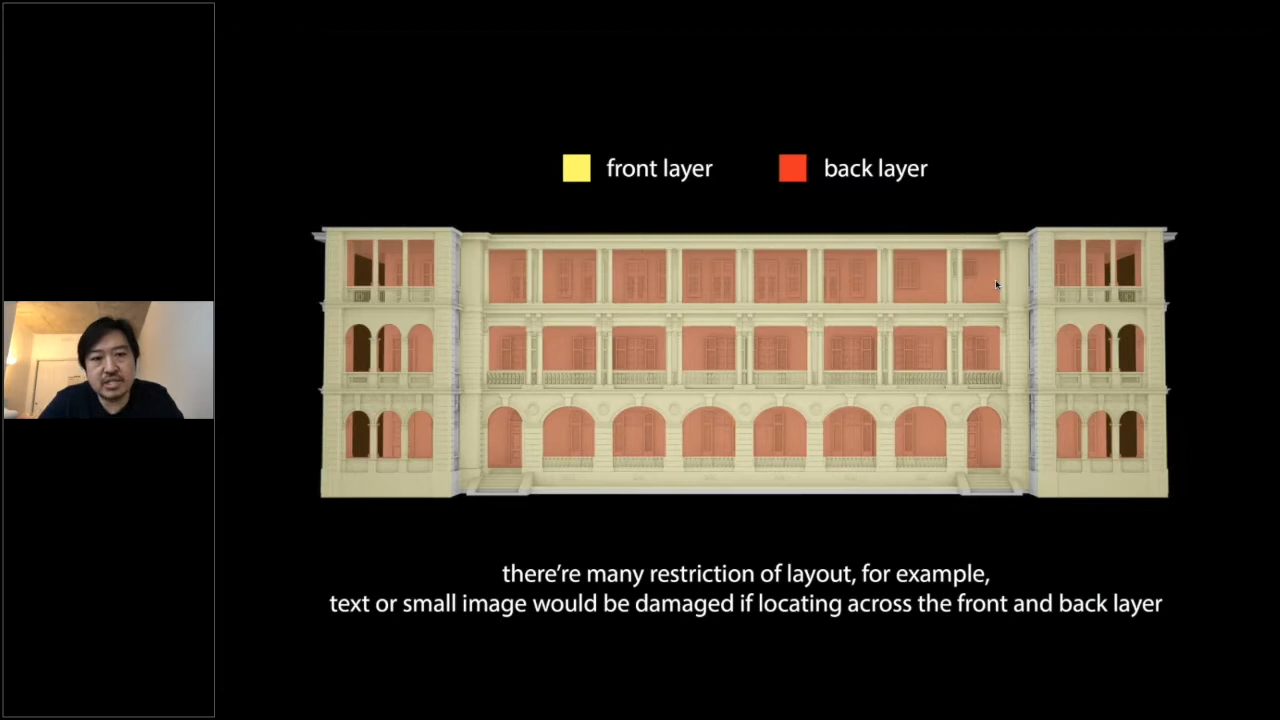 front layer
back layer
there’re many restriction of layout, for example,
text or small image would be damaged if locating across the front and back layer